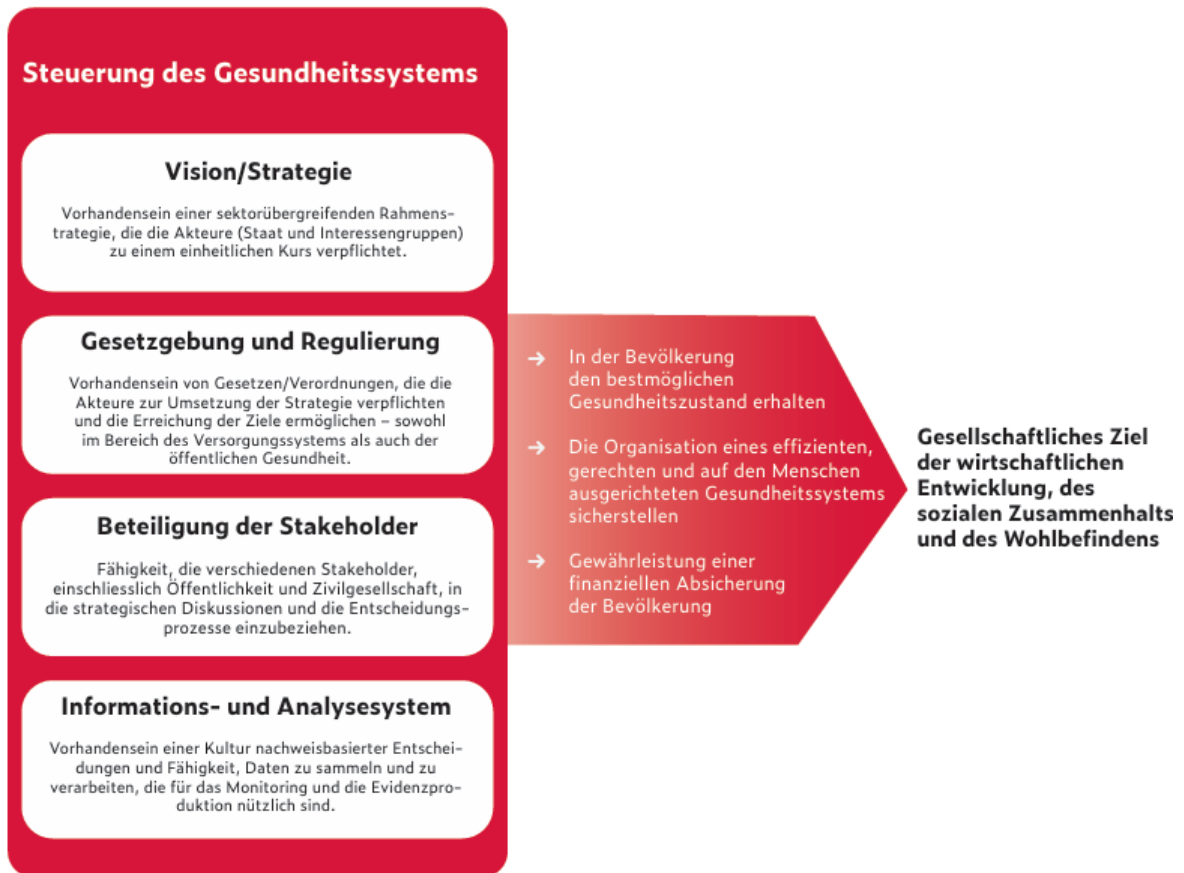 Steuerung des Gesundheitssystems
Vision/Strategie
Vorhandensein einer sektorübergreifenden Rahmens-
trategie, die die Akteure (Staat und Interessengruppen)
zu einem einheitlichen Kurs verpflichtet.
Gesetzgebung und Regulierung
Vorhandensein von Gesetzen/Verordnungen, die die
Akteure zur Umsetzung der Strategie verpflichten
und die Erreichung der Ziele ermöglichen – sowohl
im Bereich des Versorgungssystems als auch der
öffentlichen Gesundheit.
Beteiligung der Stakeholder
Fähigkeit, die verschiedenen Stakeholder,
einschliesslich Öffentlichkeit und Zivilgesellschaft, in
die strategischen Diskussionen und die Entscheidungs-
prozesse einzubeziehen.
Informations- und Analysesystem
Vorhandensein einer Kultur nachweisbasierter Entschei-
dungen und Fähigkeit, Daten zu sammeln und zu
verarbeiten, die für das Monitoring und die Evidenzpro-
duktion nützlich sind.
→ In der Bevölkerung
den bestmöglichen
Gesundheitszustand erhalten
→ Die Organisation eines effizienten,
gerechten und auf den Menschen
ausgerichteten Gesundheitssystems
sicherstellen
→ Gewährleistung einer
finanziellen Absicherung
der Bevölkerung
Gesellschaftliches Ziel
der wirtschaftlichen
Entwicklung, des
sozialen Zusammenhalts
und des Wohlbefindens